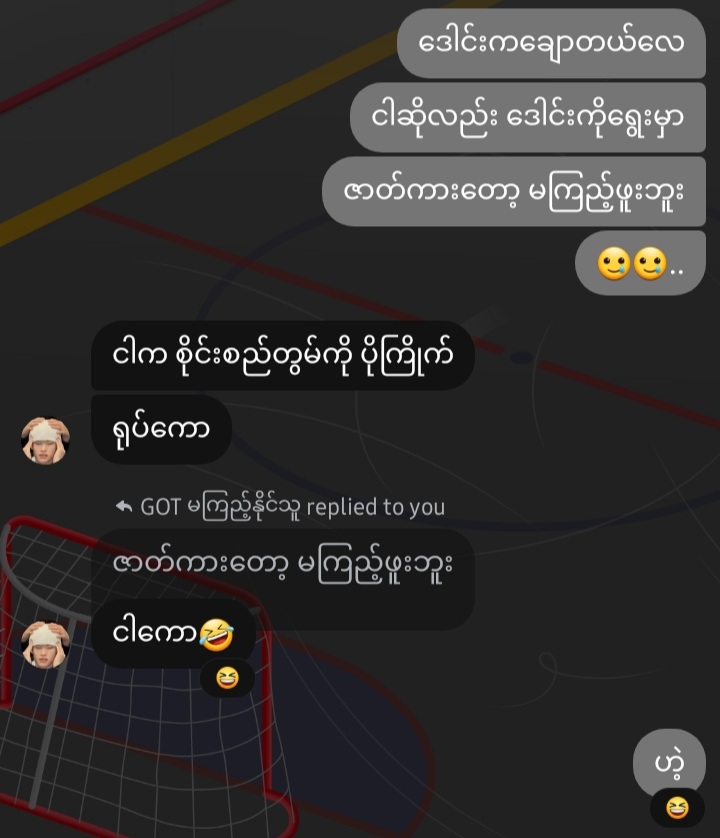 ဒေါင်းကချောတယ်လေ
ငါဆိုလည်း ဒေါင်းကိုရွေးမှာ
ဇာတ်ကားတော့ မကြည့်ဖူးဘူး
🥲🥲..
ငါက စိုင်းစည်တွမ်ကို ပိုကြိုက်
ရုပ်ကော
GOT မကြည့်နိုင်သူ replied to you
ဇာတ်ကားတော့ မကြည့်ဖူးဘူး
ငါကော🤣
😆
ဟဲ့
😆